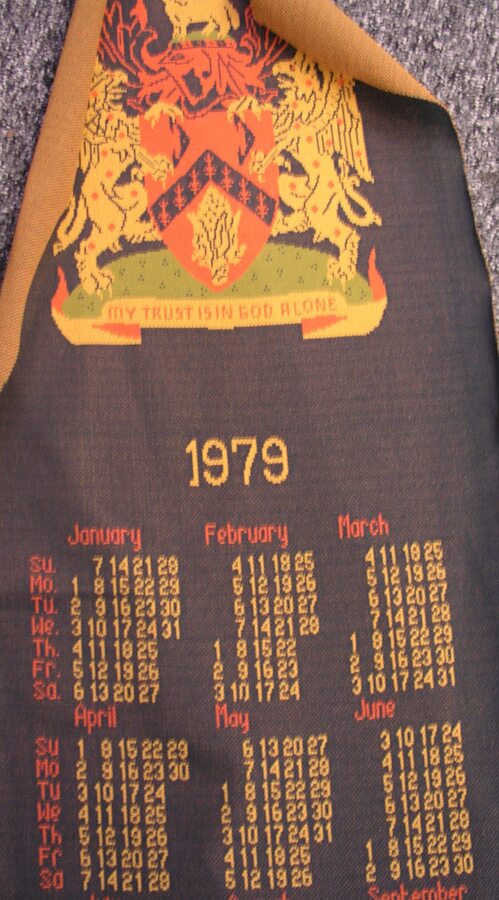 MY TRUST IS IN GOD ALONE
1979
January February March
Su. 7 14 21 28 4 11 18 25 4 11 18 25
Mo. 1 8 15 22 29 5 12 19 26 5 12 19 26
Tu. 2 9 16 23 30 6 13 20 27 6 13 20 27
We. 3 10 17 24 31 7 14 21 28 7 14 21 28
Th. 4 11 18 25 1 8 15 22 1 8 15 22 29
Fr. 5 12 19 26 2 9 16 23 2 9 16 23 30
Sa. 6 13 20 27 3 10 17 24 3 10 17 24 31
April May June
Su 1 8 15 22 29 6 13 20 27 3 10 17 24
Mo 2 9 16 23 30 7 14 21 28 4 11 18 25
Tu 3 10 17 24 1 8 15 22 29 5 12 19 26
We 4 11 18 25 2 9 16 23 30 6 13 20 27
Th 5 12 19 26 3 10 17 24 31 7 14 21 28
Fr 6 13 20 27 4 11 18 25 1 8 15 22 29
Sa 7 14 21 28 5 12 19 26 2 9 16 23 30
September